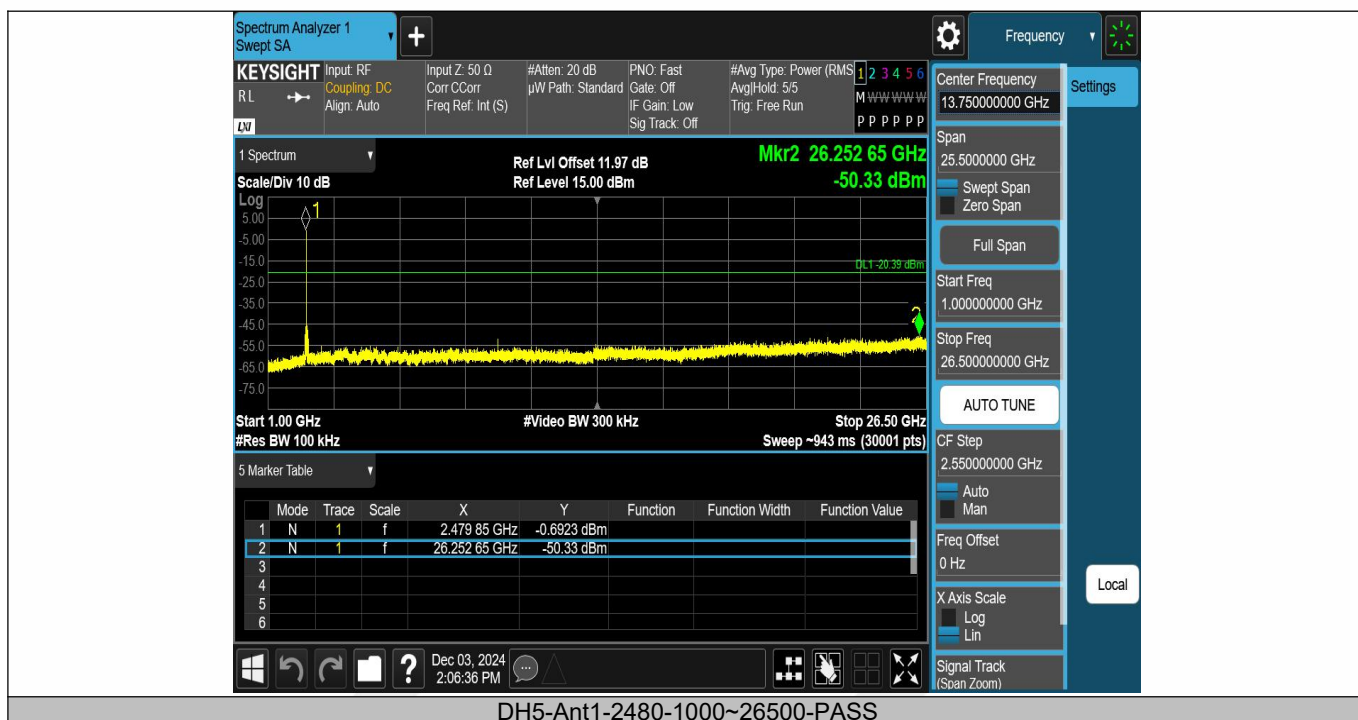 Spectrum Analyzer 1
Swept SA
+
Frequency
KEYSIGHT
RL
LXI
Input: RF
Coupling: DC
Align: Auto
Input Z: 50 Ω
Corr CCorr
Freq Ref: Int (S)
#Atten: 20 dB
µW Path: Standard
PNO: Fast
Gate: Off
IF Gain: Low
Sig Track: Off
#Avg Type: Power (RMS
Avg|Hold: 5/5
Trig: Free Run
1 2 3 4 5 6
M W W W W W
P P P P P P
1 Spectrum
Scale/Div 10 dB
Log
Ref Lvl Offset 11.97 dB
Ref Level 15.00 dBm
Mkr2 26.252 65 GHz
-50.33 dBm
5.00
-5.00
-15.0
-25.0
-35.0
-45.0
-55.0
-65.0
-75.0
1
DL1 -20.39 dBm
2
Start 1.00 GHz
#Video BW 300 kHz
Stop 26.50 GHz
#Res BW 100 kHz
Sweep ~943 ms (30001 pts)
5 Marker Table
Mode Trace Scale X Y Function Function Width Function Value
1 N 1 f 2.479 85 GHz -0.6923 dBm
2 N 1 f 26.252 65 GHz -50.33 dBm
3
4
5
6
?
Dec 03, 2024
2:06:36 PM
Center Frequency
13.750000000 GHz
Settings
Span
25.5000000 GHz
Swept Span
Zero Span
Full Span
Start Freq
1.000000000 GHz
Stop Freq
26.500000000 GHz
AUTO TUNE
CF Step
2.550000000 GHz
Auto
Man
Freq Offset
0 Hz
Local
X Axis Scale
Log
Lin
Signal Track
(Span Zoom)
DH5-Ant1-2480-1000~26500-PASS